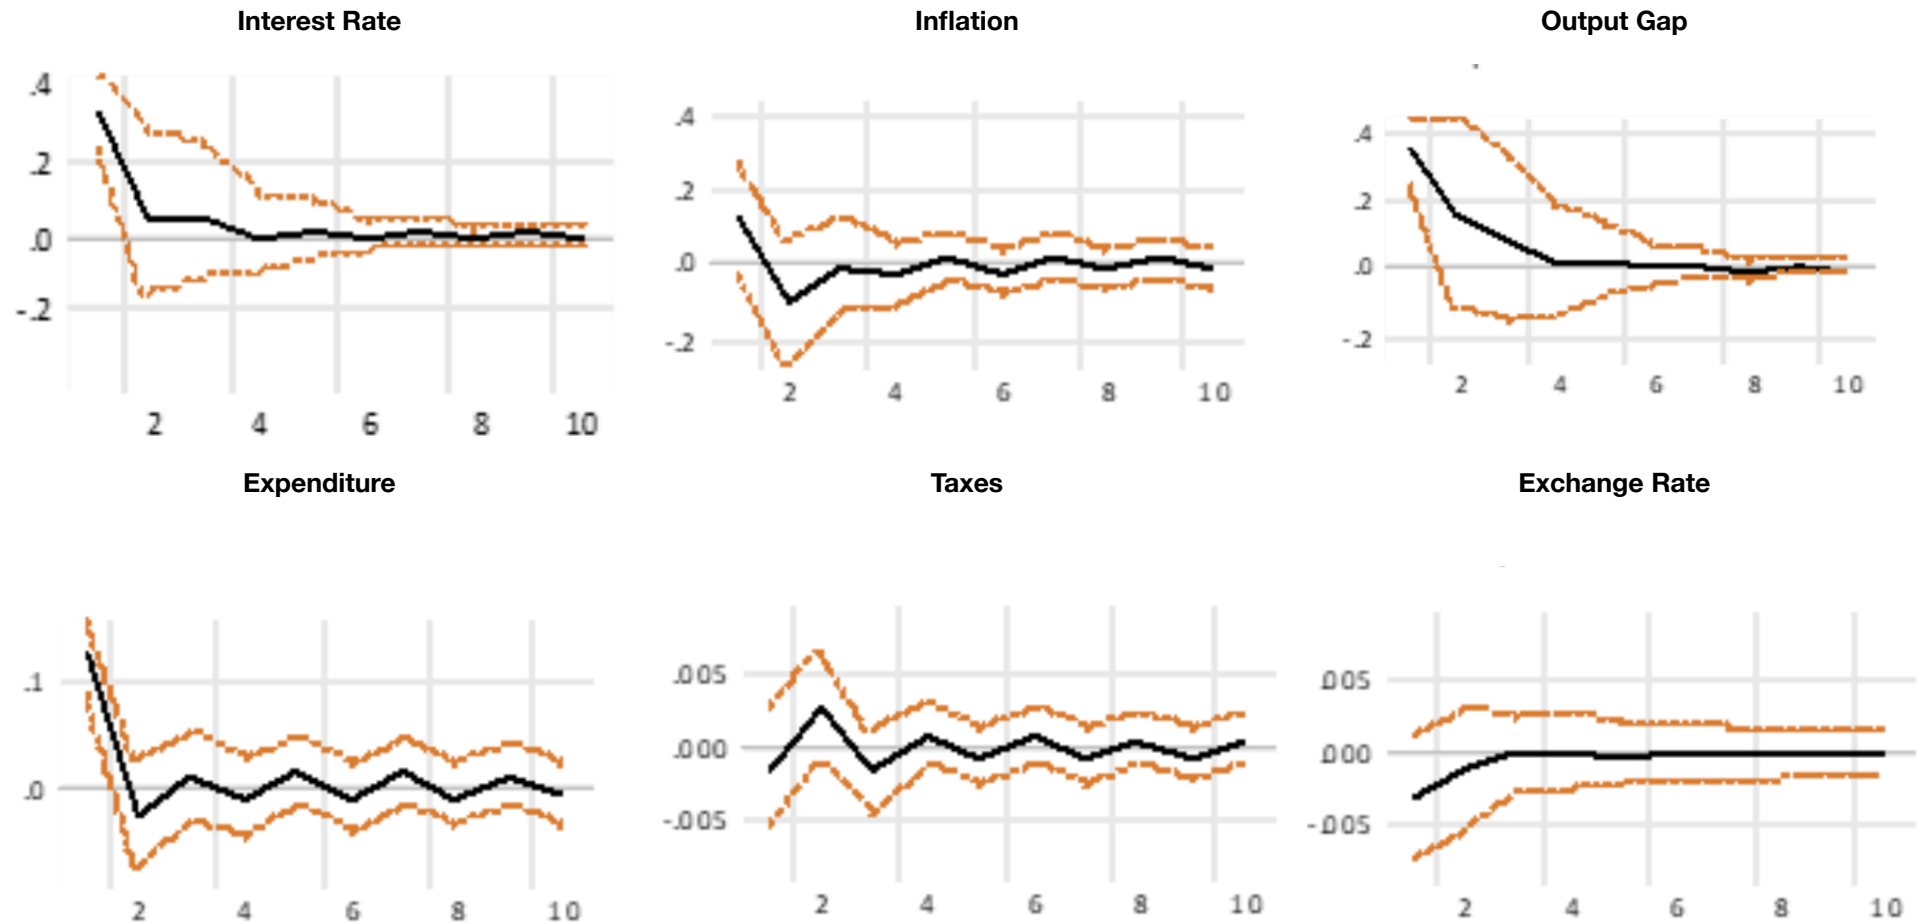 Interest Rate
Inflation
Output Gap
.4
.2
.0
-.2
2 4 6 8 10
.4
.2
.0
-.2
2 4 6 8 10
.4
.2
.0
-.2
2 4 6 8 10
Expenditure
Taxes
Exchange Rate
.1
.0
2 4 6 8 10
.005
.000
-.005
2 4 6 8 10
.005
.000
-.005
2 4 6 8 10